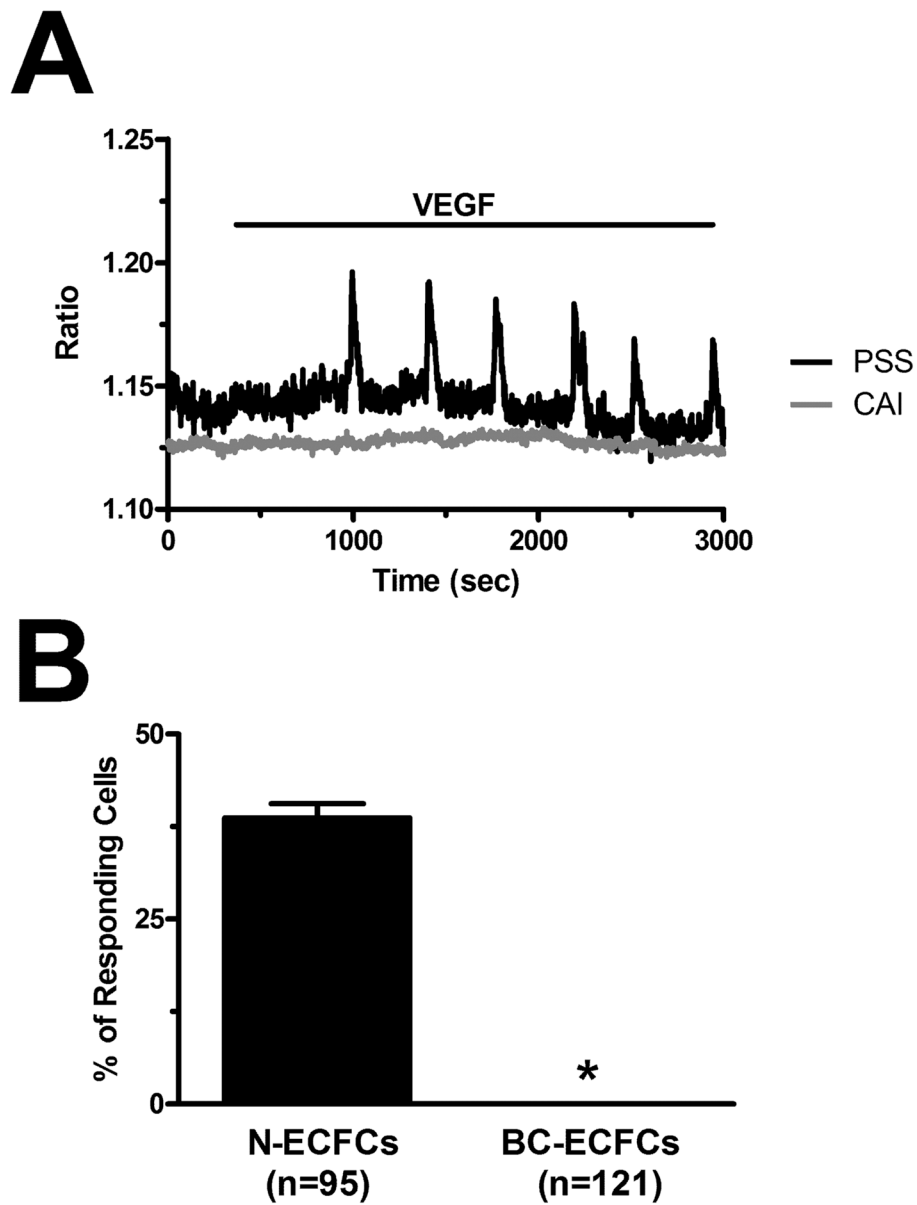 A
1.25
VEGF
1.20
Ratio
1.15
PSS
CAI
1.10
0 1000 2000 3000
Time (sec)
B
50
% of Responding Cells
25
*
0
N-ECFCs BC-ECFCs
(n=95) (n=121)